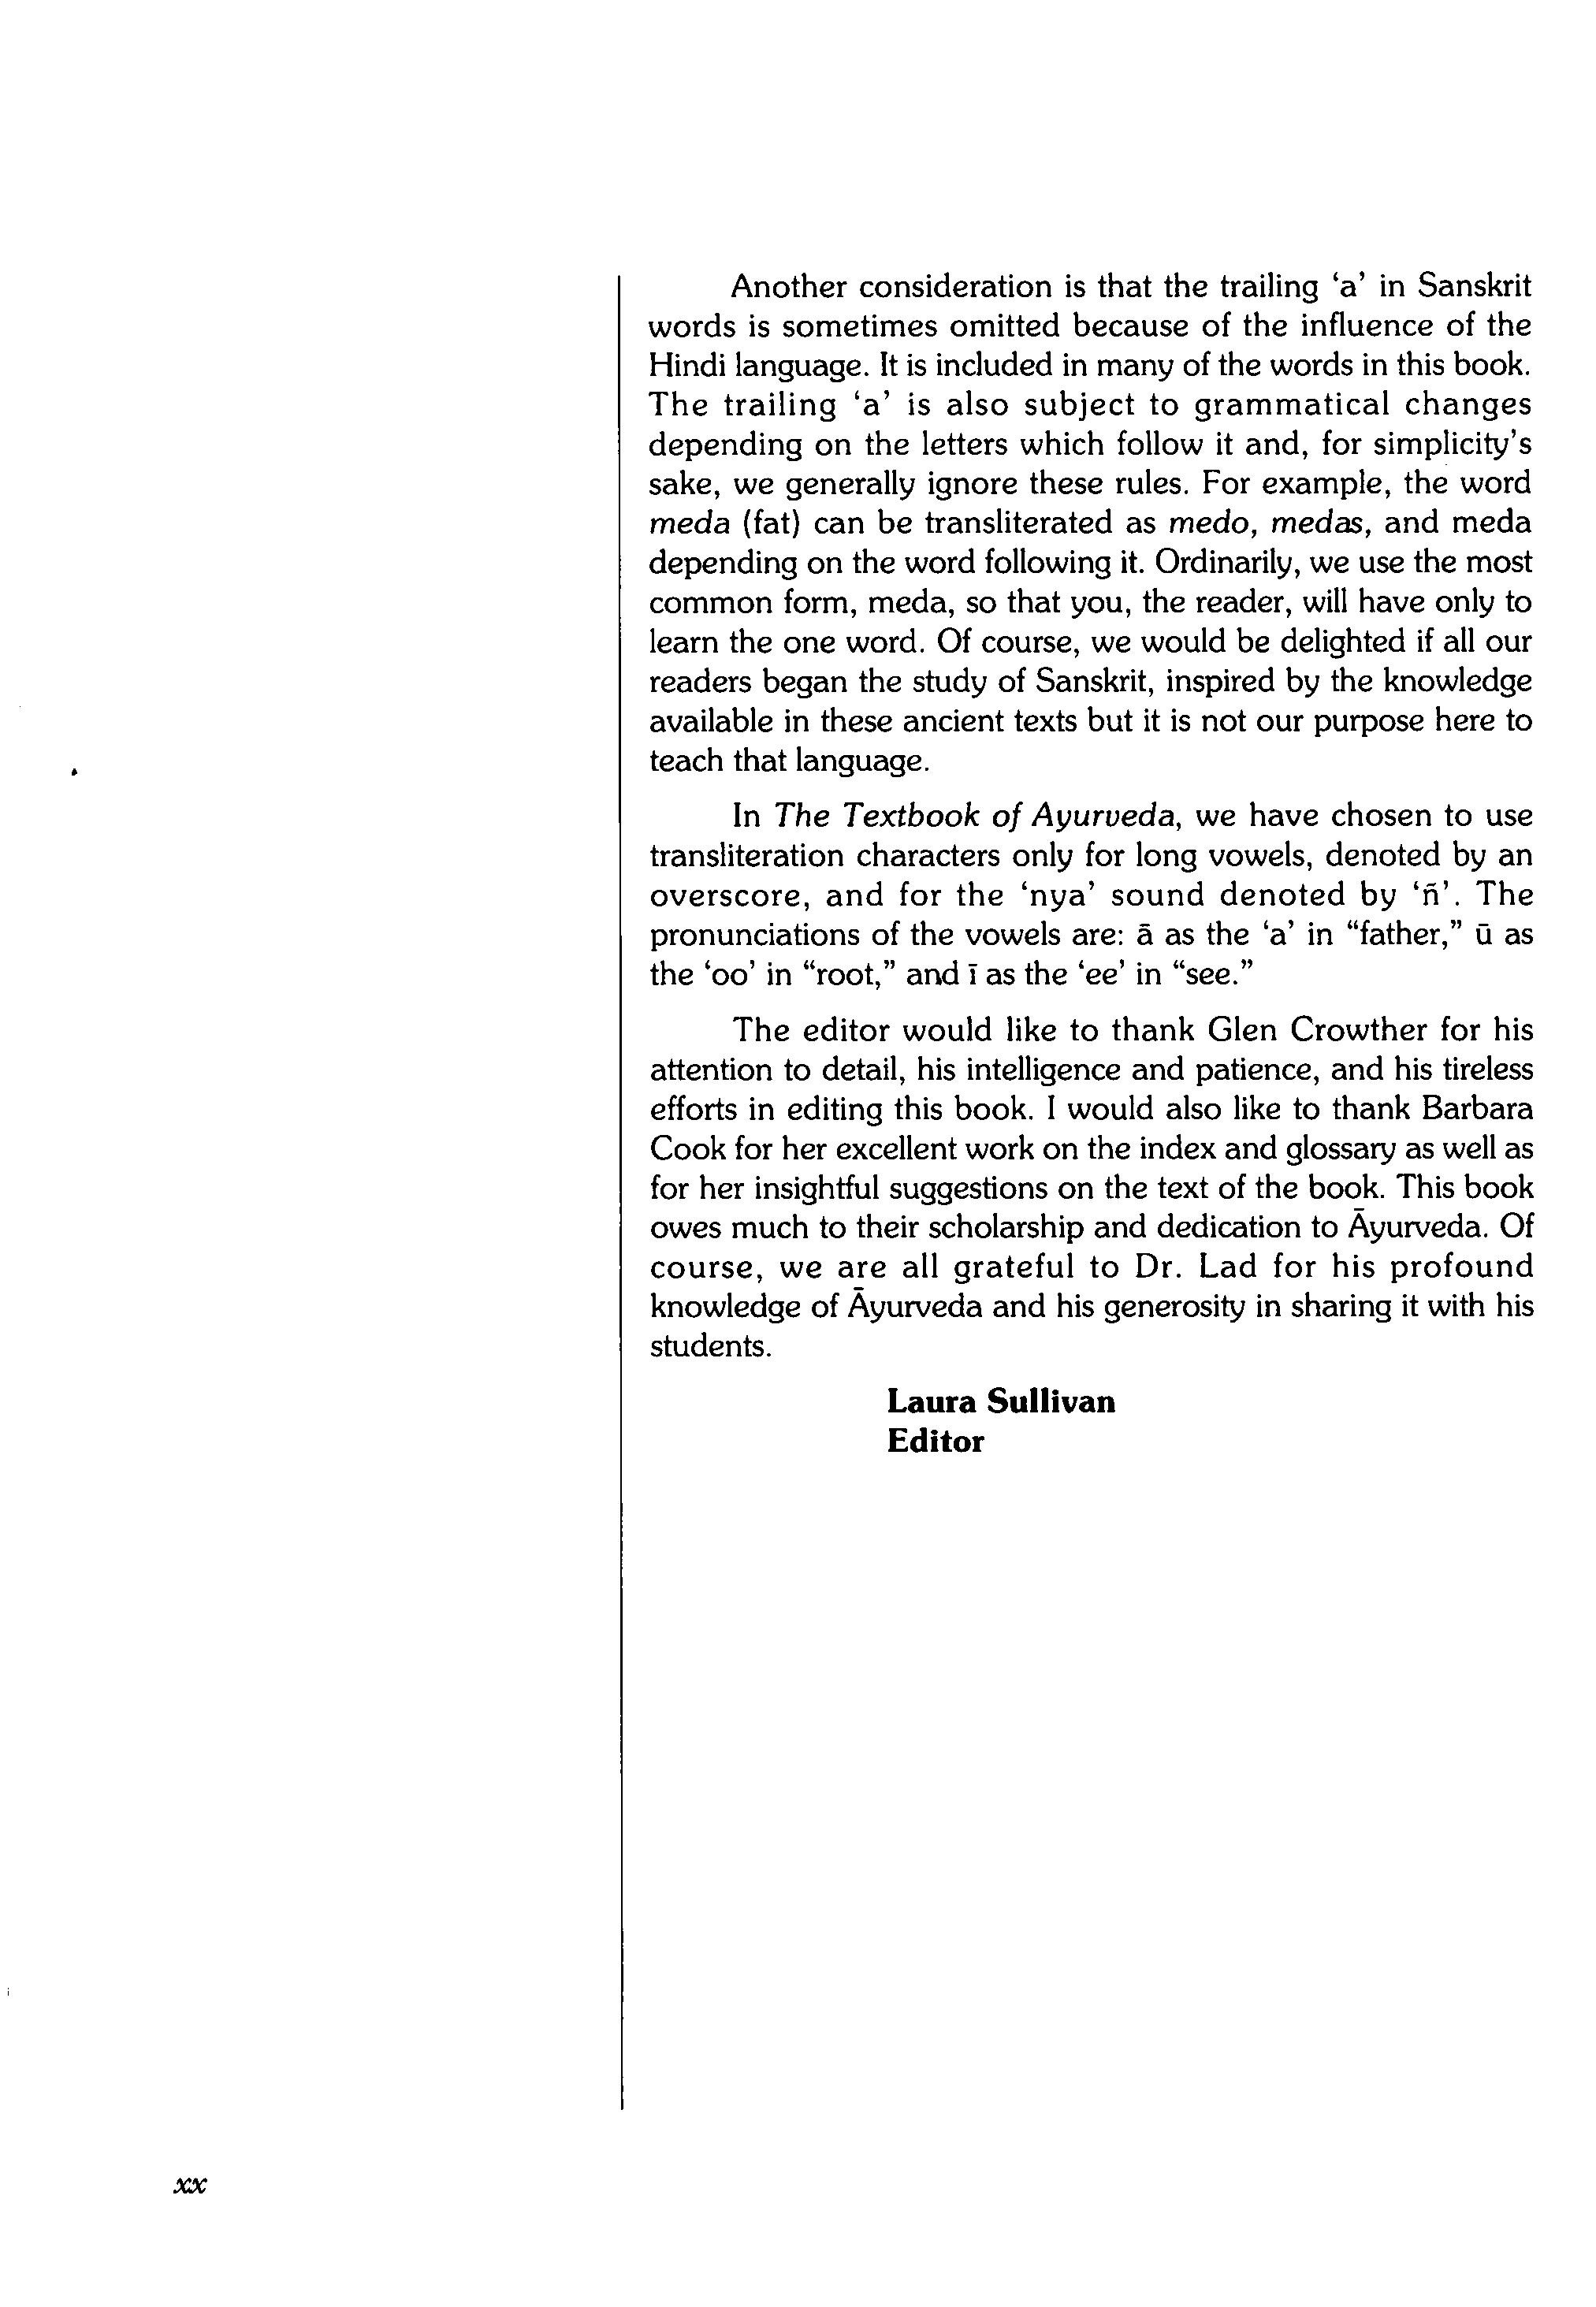 Another consideration is that the trailing ‘a’ in Sanskrit
words is sometimes omitted because of the influence of the
Hindi language. It is included in many of the words in this book.
The trailing ‘a’ is also subject to grammatical changes
depending on the letters which follow it and, for simplicity’s
sake, we generally ignore these rules. For example, the word
meda (fat) can be transliterated as medo, medas, and meda
depending on the word following it. Ordinarily, we use the most
common form, meda, so that you, the reader, will have only to
learn the one word. Of course, we would be delighted if all our
readers began the study of Sanskrit, inspired by the knowledge
available in these ancient texts but it is not our purpose here to
teach that language.
In The Textbook of Ayurveda, we have chosen to use
transliteration characters only for long vowels, denoted by an
overscore, and for the ‘nya’ sound denoted by ‘ñ’. The
pronunciations of the vowels are: ā as the ‘a’ in “father,” ū as
the ‘oo’ in “root,” and ī as the ‘ee’ in “see.”
The editor would like to thank Glen Crowther for his
attention to detail, his intelligence and patience, and his tireless
efforts in editing this book. I would also like to thank Barbara
Cook for her excellent work on the index and glossary as well as
for her insightful suggestions on the text of the book. This book
owes much to their scholarship and dedication to Āyurveda. Of
course, we are all grateful to Dr. Lad for his profound
knowledge of Āyurveda and his generosity in sharing it with his
students.
Laura Sullivan
Editor
xx